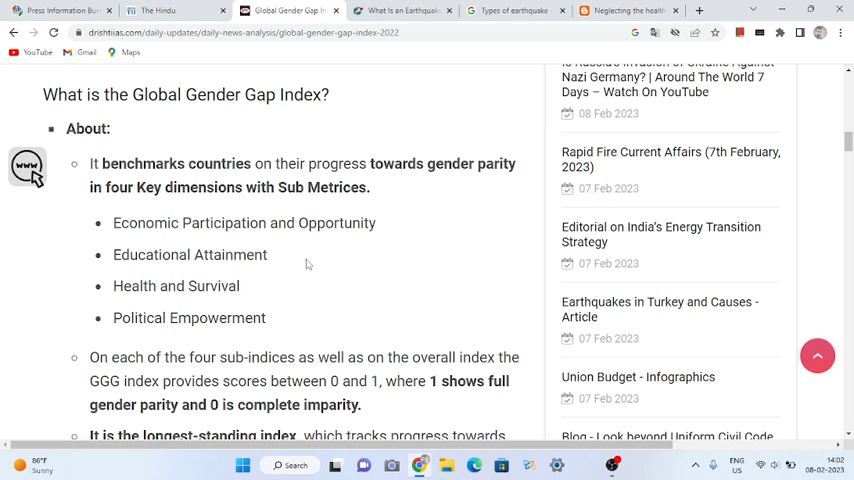 Press Information Bu
The Hindu
Global Gender Gap In
What Is an Earthquak
Types of earthquake -
Neglecting the health
drishtiias.com/daily-updates/daily-news-analysis/global-gender-gap-index-2022
YouTube
Gmail
Maps
What is the Global Gender Gap Index?
About:
It benchmarks countries on their progress towards gender parity
in four Key dimensions with Sub Metrices.
Economic Participation and Opportunity
Educational Attainment
Health and Survival
Political Empowerment
On each of the four sub-indices as well as on the overall index the
GGG index provides scores between 0 and 1, where 1 shows full
gender parity and 0 is complete imparity.
It is the longest-standing index, which tracks progress towards
www
Is Russia's Invasion of Ukraine Against
Nazi Germany? | Around The World 7
Days – Watch On YouTube
08 Feb 2023
Rapid Fire Current Affairs (7th February,
2023)
07 Feb 2023
Editorial on India's Energy Transition
Strategy
07 Feb 2023
Earthquakes in Turkey and Causes -
Article
07 Feb 2023
Union Budget - Infographics
07 Feb 2023
Blog - Look beyond Uniform Civil Code
86°F
Sunny
Search
ENG
US
14:02
08-02-2023